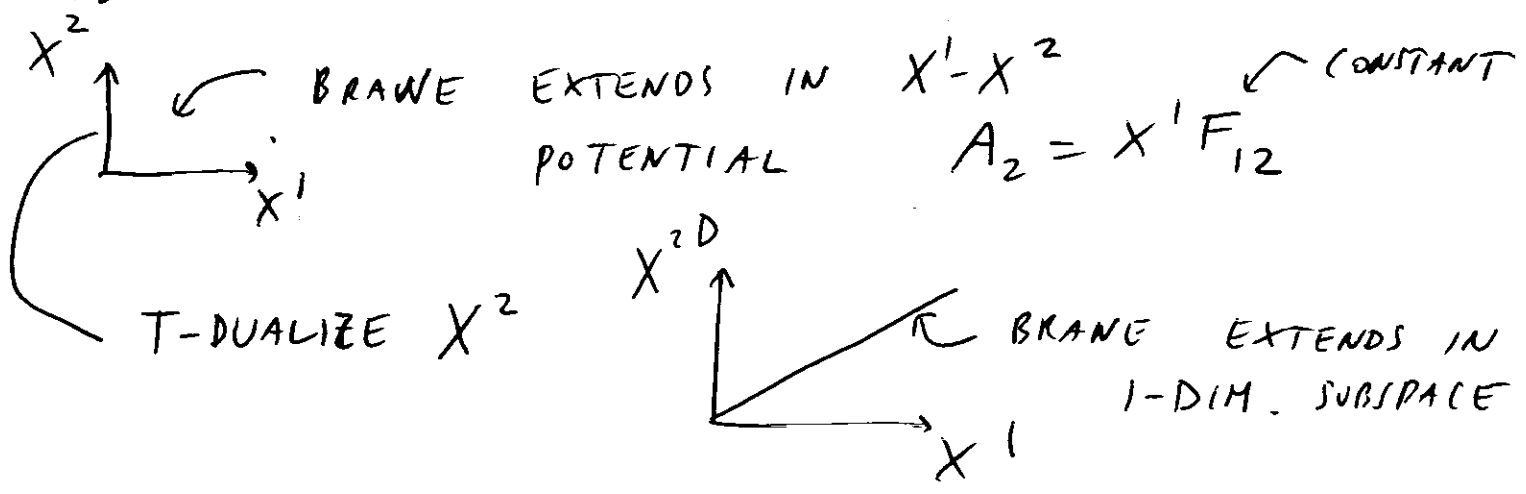 X²
BRANE EXTENDS IN X¹-X² CONSTANT
POTENTIAL A₂ = X¹F₁₂
X¹
X²ᴰ
T-DUALIZE X²
BRANE EXTENDS IN
1-DIM. SUBSPACE
X¹